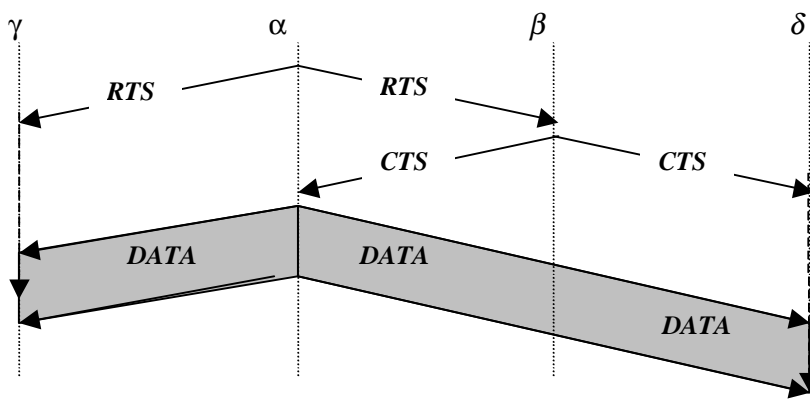 γ α β δ
RTS RTS
CTS CTS
DATA DATA
DATA